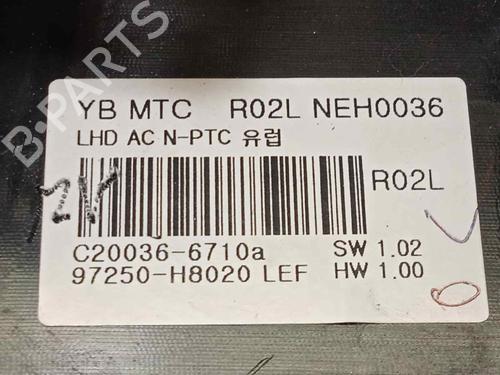 YB MTC R02L NEH0036
LHD AC N-PTC 유럽
R02L
C20036-6710a SW 1.02
97250-H8020 LEF HW 1.00
B-PARTS